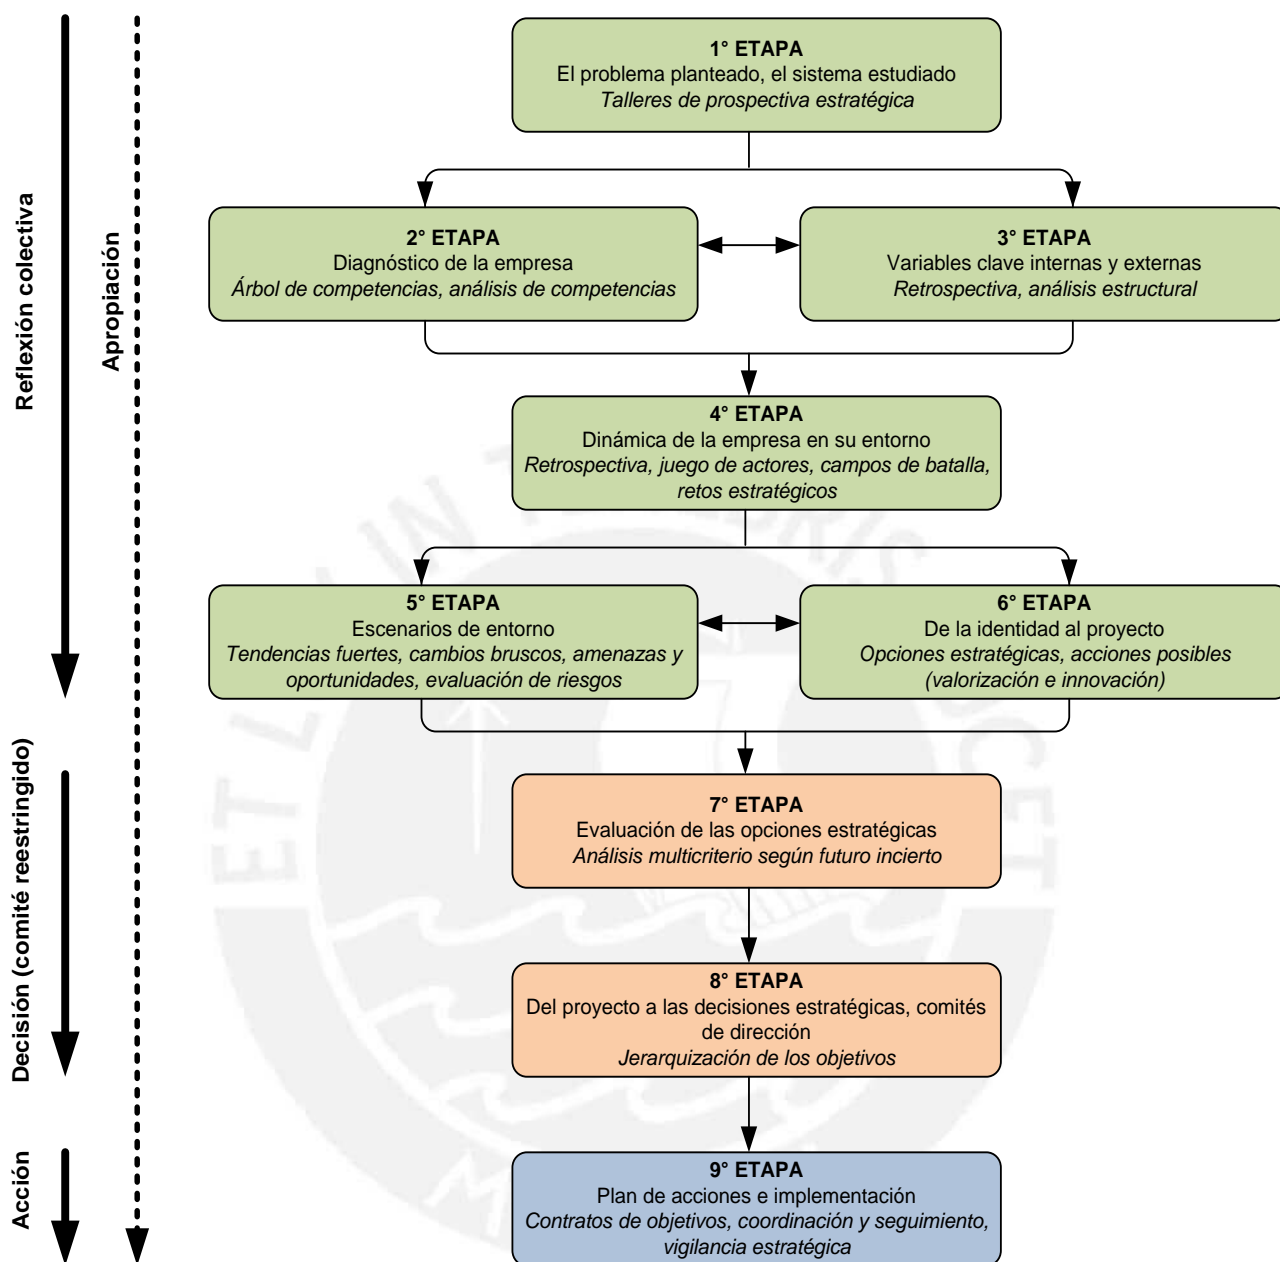 1° ETAPA
El problema planteado, el sistema estudiado
Talleres de prospectiva estratégica
2° ETAPA
Diagnóstico de la empresa
Árbol de competencias, análisis de competencias
3° ETAPA
Variables clave internas y externas
Retrospectiva, análisis estructural
4° ETAPA
Dinámica de la empresa en su entorno
Retrospectiva, juego de actores, campos de batalla,
retos estratégicos
5° ETAPA
Escenarios de entorno
Tendencias fuertes, cambios bruscos, amenazas y
oportunidades, evaluación de riesgos
6° ETAPA
De la identidad al proyecto
Opciones estratégicas, acciones posibles
(valorización e innovación)
7° ETAPA
Evaluación de las opciones estratégicas
Análisis multicriterio según futuro incierto
8° ETAPA
Del proyecto a las decisiones estratégicas, comités
de dirección
Jerarquización de los objetivos
9° ETAPA
Plan de acciones e implementación
Contratos de objetivos, coordinación y seguimiento,
vigilancia estratégica
Reflexión colectiva
Apropiación
Decisión (comité reestringido)
Acción
ET
IN